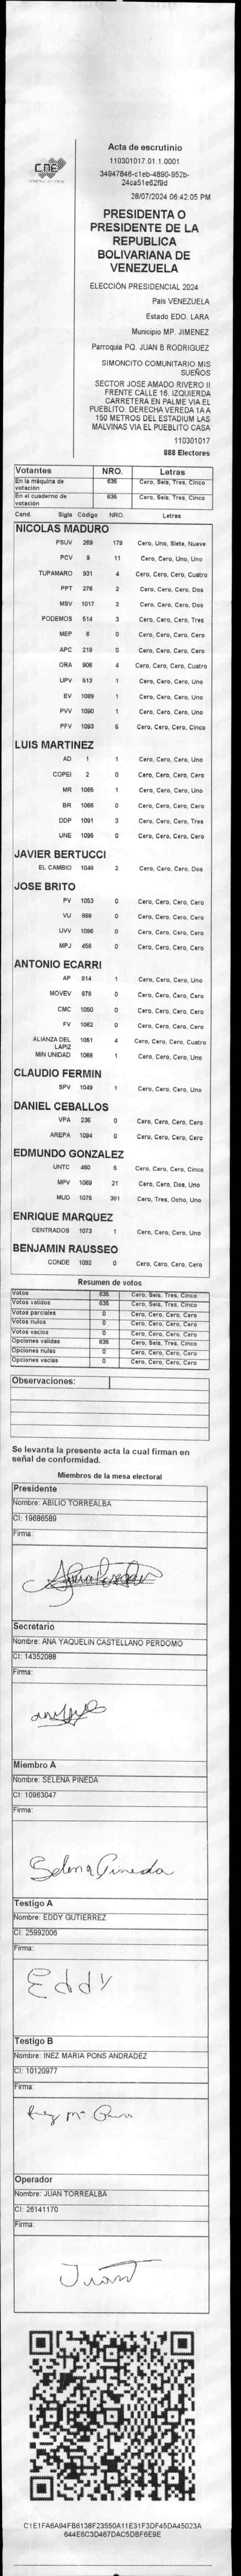 CNE
Acta de escrutinio
110301017.01.1.0001
34947846-c1eb-4890-952b-
24ca51e62f9d
28/07/2024 06:42:05 PM
PRESIDENTA O
PRESIDENTE DE LA
REPUBLICA
BOLIVARIANA DE
VENEZUELA
ELECCIÓN PRESIDENCIAL 2024
Pais VENEZUELA
Estado EDO. LARA
Municipio MP. JIMENEZ
Parroquia PQ. JUAN B RODRIGUEZ
SIMONCITO COMUNITARIO MIS
SUEÑOS
SECTOR JOSE AMADO RIVERO II
FRENTE CALLE 16. IZQUIERDA
CARRETERA EN PALME VIA EL
PUEBLITO. DERECHA VEREDA 1A A
150 METROS DEL ESTADIUM LAS
MALVINAS VIA EL PUEBLITO CASA
110301017
888 Electores
Votantes NRO. Letras
En la máquina de votación 635 Cero, Seis, Tres, Cinco
En el cuaderno de votación 635 Cero, Seis, Tres, Cinco
Cand. Sigla Código NRO. Letras
NICOLAS MADURO
PSUV 269 179 Cero, Uno, Siete, Nueve
PCV 9 11 Cero, Cero, Uno, Uno
TUPAMARO 931 4 Cero, Cero, Cero, Cuatro
PPT 276 2 Cero, Cero, Cero, Dos
MSV 1017 2 Cero, Cero, Cero, Dos
PODEMOS 514 3 Cero, Cero, Cero, Tres
MEP 6 0 Cero, Cero, Cero, Cero
APC 219 0 Cero, Cero, Cero, Cero
ORA 906 4 Cero, Cero, Cero, Cuatro
UPV 513 1 Cero, Cero, Cero, Uno
EV 1089 1 Cero, Cero, Cero, Uno
PVV 1090 1 Cero, Cero, Cero, Uno
PFV 1093 5 Cero, Cero, Cero, Cinco
LUIS MARTINEZ
AD 1 1 Cero, Cero, Cero, Uno
COPEI 2 0 Cero, Cero, Cero, Cero
MR 1065 1 Cero, Cero, Cero, Uno
BR 1066 0 Cero, Cero, Cero, Cero
DDP 1091 3 Cero, Cero, Cero, Tres
UNE 1095 0 Cero, Cero, Cero, Cero
JAVIER BERTUCCI
EL CAMBIO 1048 2 Cero, Cero, Cero, Dos
JOSE BRITO
PV 1053 0 Cero, Cero, Cero, Cero
VU 868 0 Cero, Cero, Cero, Cero
UVV 1096 0 Cero, Cero, Cero, Cero
MPJ 458 0 Cero, Cero, Cero, Cero
ANTONIO ECARRI
AP 814 1 Cero, Cero, Cero, Uno
MOVEV 879 0 Cero, Cero, Cero, Cero
CMC 1050 0 Cero, Cero, Cero, Cero
FV 1062 0 Cero, Cero, Cero, Cero
ALIANZA DEL LAPIZ 1061 4 Cero, Cero, Cero, Cuatro
MIN UNIDAD 1068 1 Cero, Cero, Cero, Uno
CLAUDIO FERMIN
SPV 1049 1 Cero, Cero, Cero, Uno
DANIEL CEBALLOS
VPA 236 0 Cero, Cero, Cero, Cero
AREPA 1094 0 Cero, Cero, Cero, Cero
EDMUNDO GONZALEZ
UNTC 460 5 Cero, Cero, Cero, Cinco
MPV 1069 21 Cero, Cero, Dos, Uno
MUD 1075 381 Cero, Tres, Ocho, Uno
ENRIQUE MARQUEZ
CENTRADOS 1073 1 Cero, Cero, Cero, Uno
BENJAMIN RAUSSEO
CONDE 1092 0 Cero, Cero, Cero, Cero
Resumen de votos
Votos 635 Cero, Seis, Tres, Cinco
Votos validos 635 Cero, Seis, Tres, Cinco
Votos parciales 0 Cero, Cero, Cero, Cero
Votos nulos 0 Cero, Cero, Cero, Cero
Votos vacios 0 Cero, Cero, Cero, Cero
Opciones validas 635 Cero, Seis, Tres, Cinco
Opciones nulas 0 Cero, Cero, Cero, Cero
Opciones vacias 0 Cero, Cero, Cero, Cero
Observaciones:
Se levanta la presente acta la cual firman en
señal de conformidad.
Miembros de la mesa electoral
Presidente
Nombre: ABILIO TORREALBA
CI: 19686589
Firma:
Secretario
Nombre: ANA YAQUELIN CASTELLANO PERDOMO
CI: 14352088
Firma:
Miembro A
Nombre: SELENA PINEDA
CI: 10963047
Firma:
Selena Pineda
Testigo A
Nombre: EDDY GUTIERREZ
CI: 25992006
Firma:
Eddy
Testigo B
Nombre: INEZ MARIA PONS ANDRADEZ
CI: 10120977
Firma:
Operador
Nombre: JUAN TORREALBA
CI: 26141170
Firma:
Juan T
C1E1FA6A94FB6138F23550A11E31F3DF45DA45023A
644E6C3D467DAC5DBF6E9E